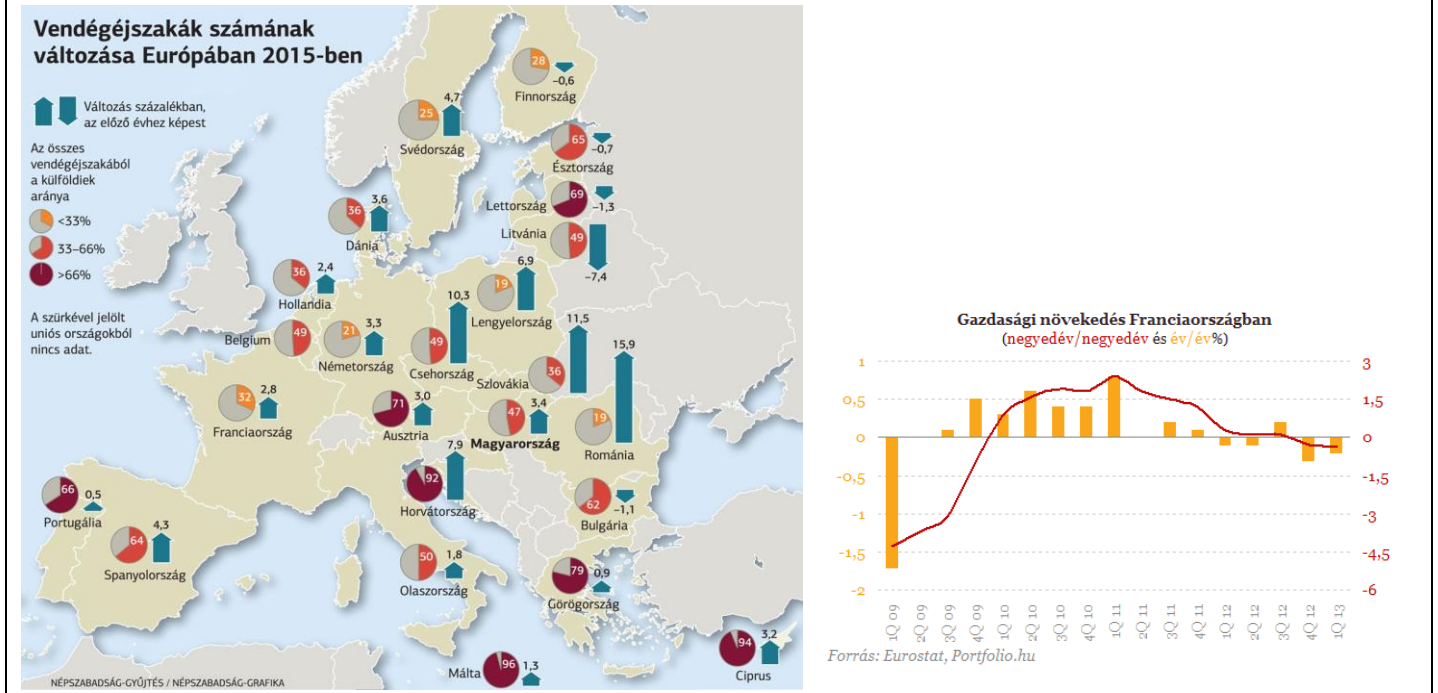 Vendégéjszakák számának
változása Európában 2015-ben
Változás százalékban,
az előző évhez képest
Az összes
vendégéjszakából
a külföldiek
aránya
<33%
33–66%
>66%
A szürkével jelölt
uniós országokból
nincs adat.
28
–0,6
Finnország
4,7
25
Svédország
65
–0,7
Észtország
69
Lettország
–1,3
Litvánia
49
–7,4
36
3,6
Dánia
36
2,4
Hollandia
6,9
19
Lengyelország
10,3
Belgium
49
21
3,3
Németország
49
Csehország
11,5
Szlovákia
36
15,9
32
2,8
Franciaország
71
3,0
Ausztria
47
3,4
Magyarország
19
Románia
7,9
92
Horvátország
62
–1,1
Bulgária
66
0,5
Portugália
64
4,3
Spanyolország
50
1,8
Olaszország
79
0,9
Görögország
Málta
96
1,3
94
3,2
Ciprus
NÉPSZABADSÁG-GYŰJTÉS / NÉPSZABADSÁG-GRAFIKA
Gazdasági növekedés Franciaországban
(negyedév/negyedév és év/év%)
1
0,5
0
-0,5
-1
-1,5
-2
3
1,5
0
-1,5
-3
-4,5
-6
1Q 09
2Q 09
3Q 09
4Q 09
1Q 10
2Q 10
3Q 10
4Q 10
1Q 11
2Q 11
3Q 11
4Q 11
1Q 12
2Q 12
3Q 12
4Q 12
1Q 13
Forrás: Eurostat, Portfolio.hu